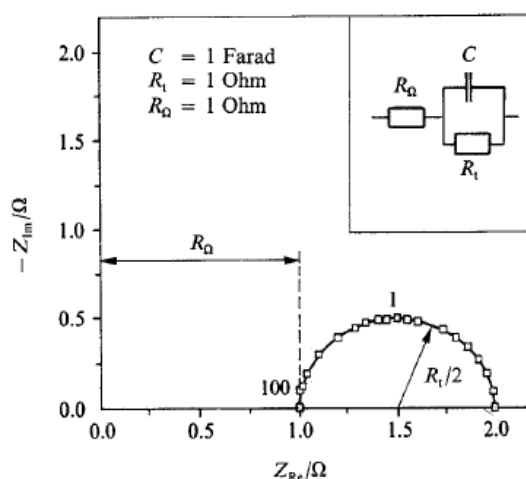 2.0
C = 1 Farad
R_t = 1 Ohm
R_Ω = 1 Ohm
C
R_Ω
R_t
1.5
− Z_Im/Ω
1.0
R_Ω
0.5
1
100
R_t/2
0.0
0.0 0.5 1.0 1.5 2.0
Z_Re/Ω